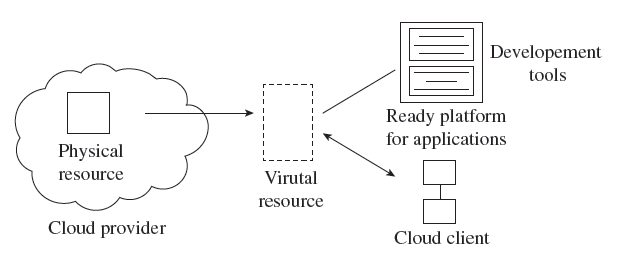 Developement
tools
Ready platform
for applications
Physical
resource
Virutal
resource
Cloud provider
Cloud client